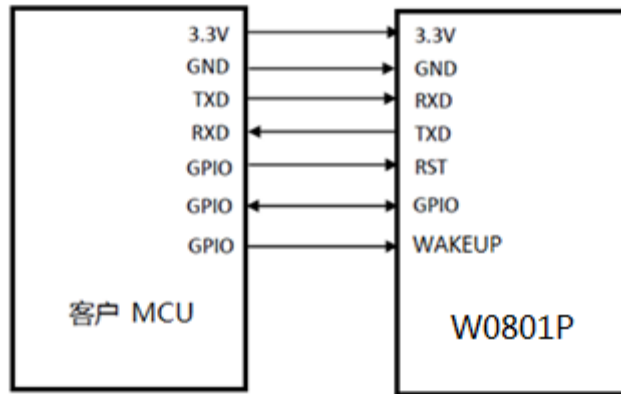 3.3V 3.3V
GND GND
TXD RXD
RXD TXD
GPIO RST
GPIO GPIO
GPIO WAKEUP
客户 MCU W0801P